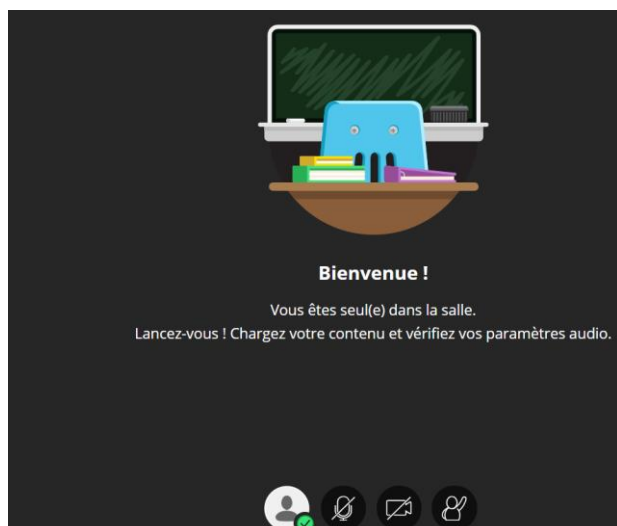 Bienvenue !
Vous êtes seul(e) dans la salle.
Lancez-vous ! Chargez votre contenu et vérifiez vos paramètres audio.